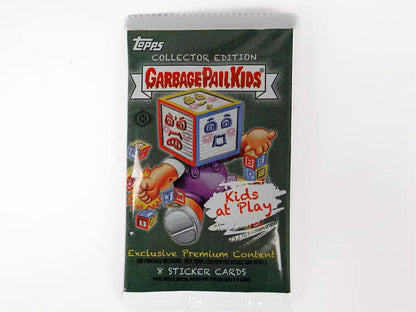 Topps
COLLECTOR EDITION
GARBAGE PAIL KIDS
H
Kids
at Play
Exclusive Premium Content
8 STICKER CARDS